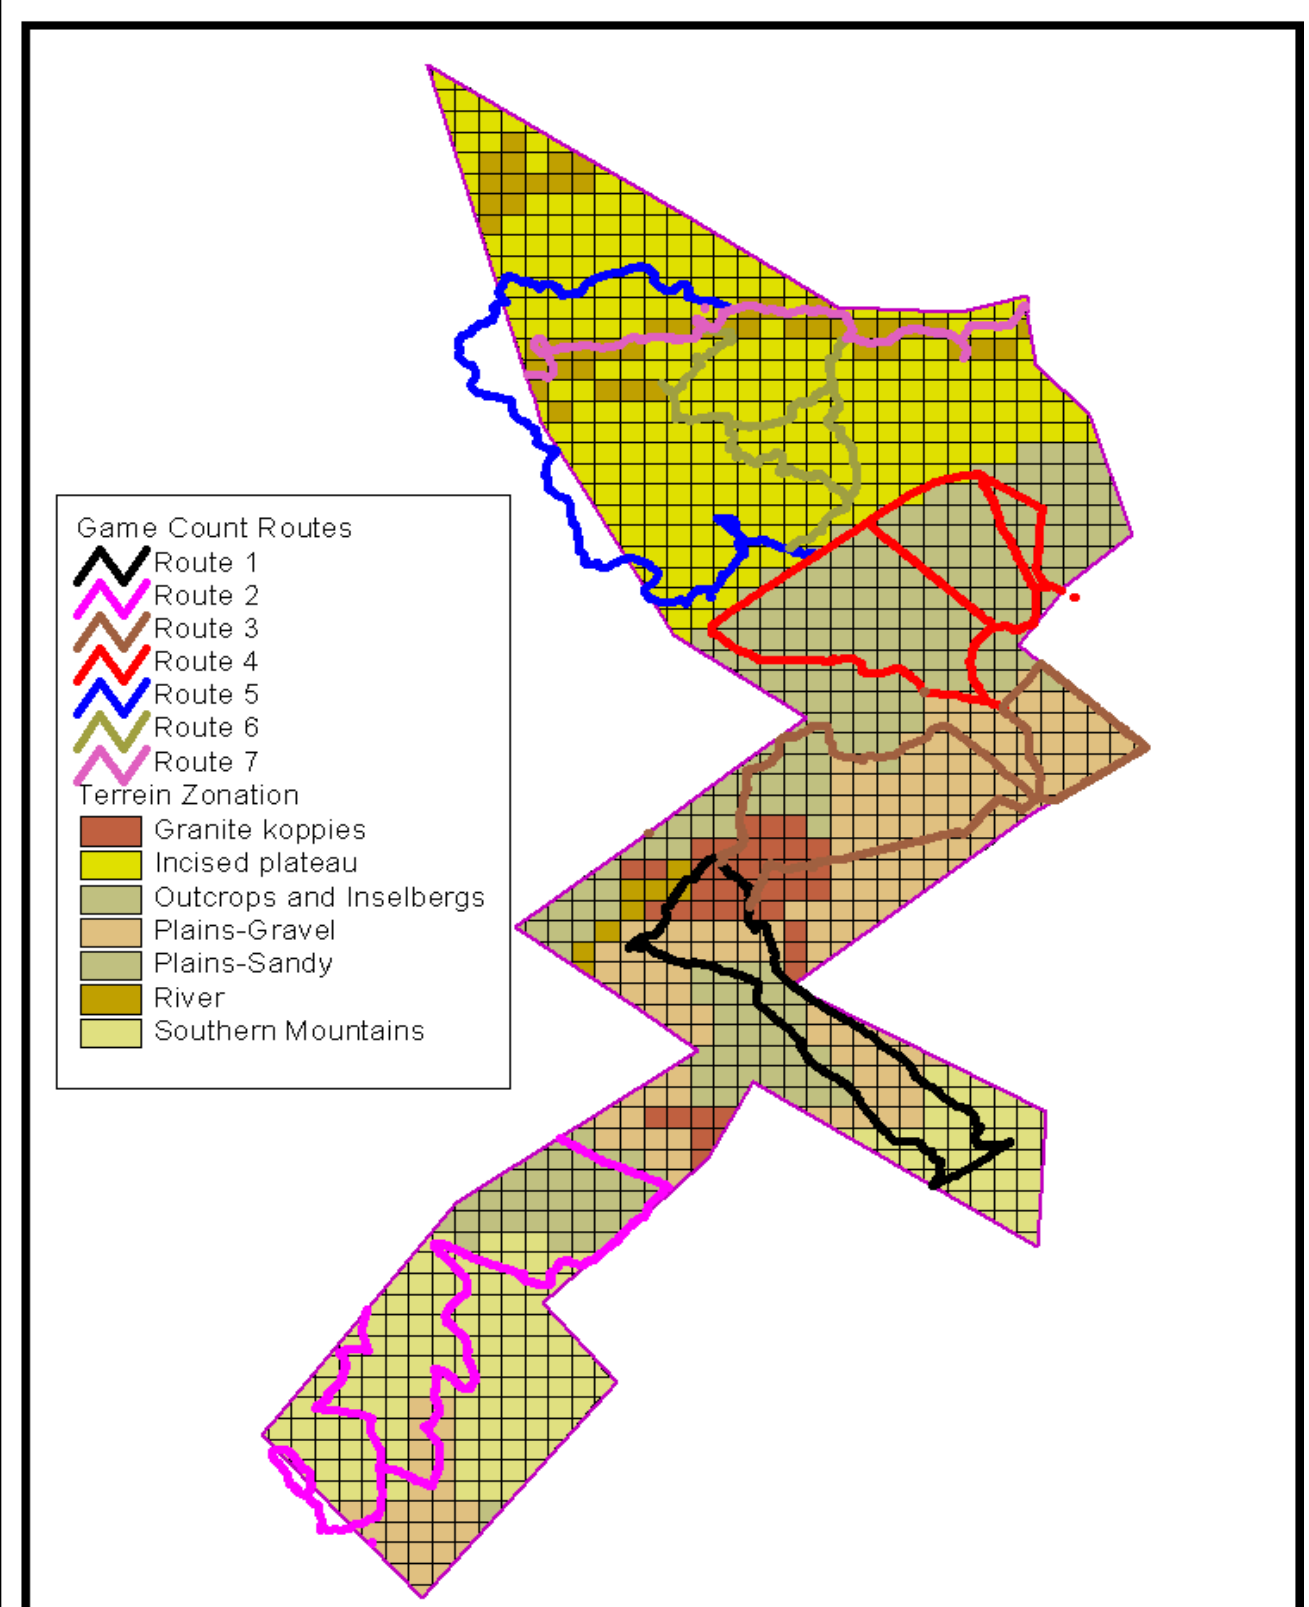 Game Count Routes
Route 1
Route 2
Route 3
Route 4
Route 5
Route 6
Route 7
Terrein Zonation
Granite koppies
Incised plateau
Outcrops and Inselbergs
Plains-Gravel
Plains-Sandy
River
Southern Mountains